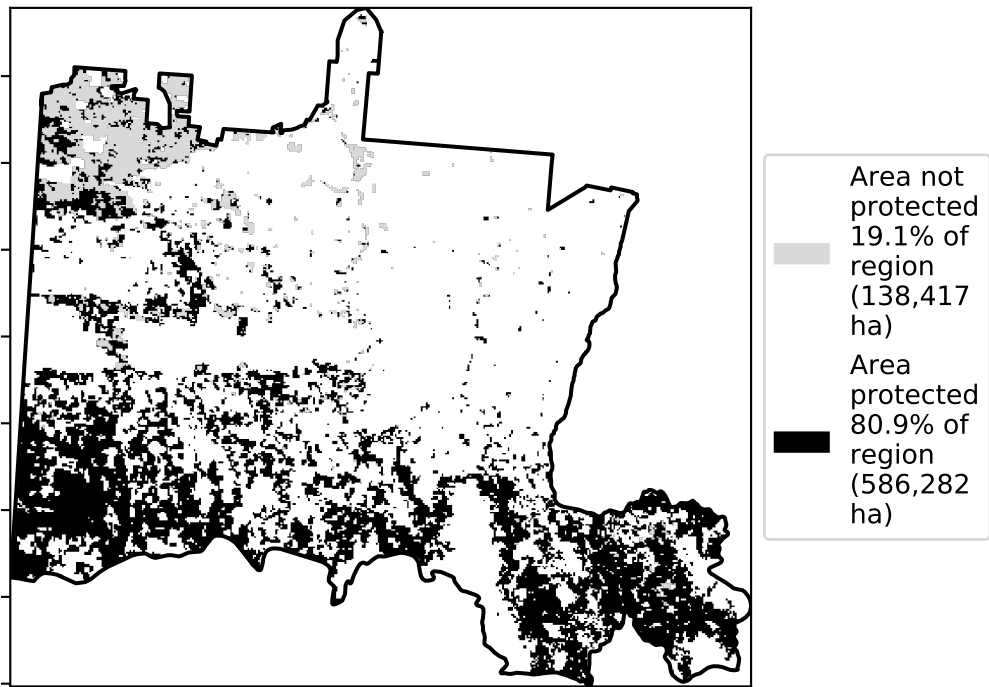 Area not
protected
19.1% of
region
(138,417
ha)
Area
protected
80.9% of
region
(586,282
ha)